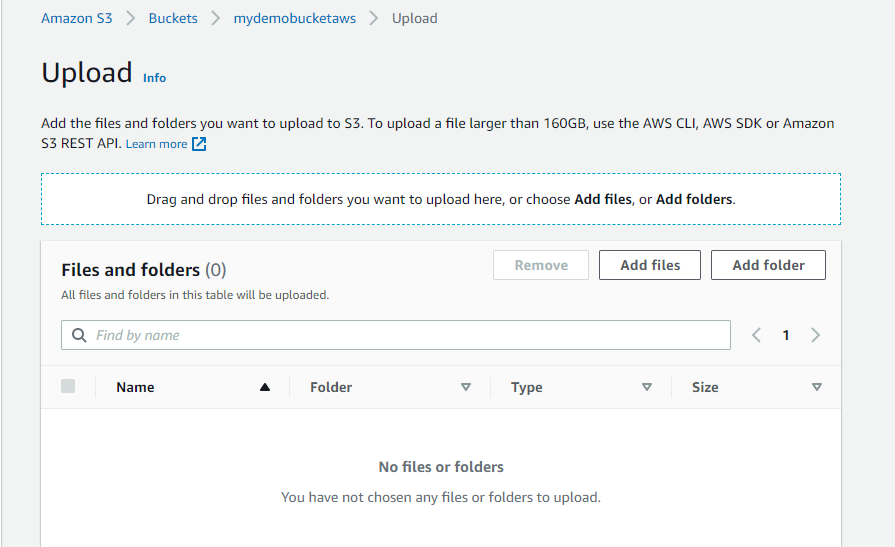 Amazon S3 > Buckets > mydemobucketaws > Upload
Upload Info
Add the files and folders you want to upload to S3. To upload a file larger than 160GB, use the AWS CLI, AWS SDK or Amazon
S3 REST API. Learn more
Drag and drop files and folders you want to upload here, or choose Add files, or Add folders.
Files and folders (0)
Remove Add files Add folder
All files and folders in this table will be uploaded.
Find by name
< 1 >
Name Folder Type Size
No files or folders
You have not chosen any files or folders to upload.